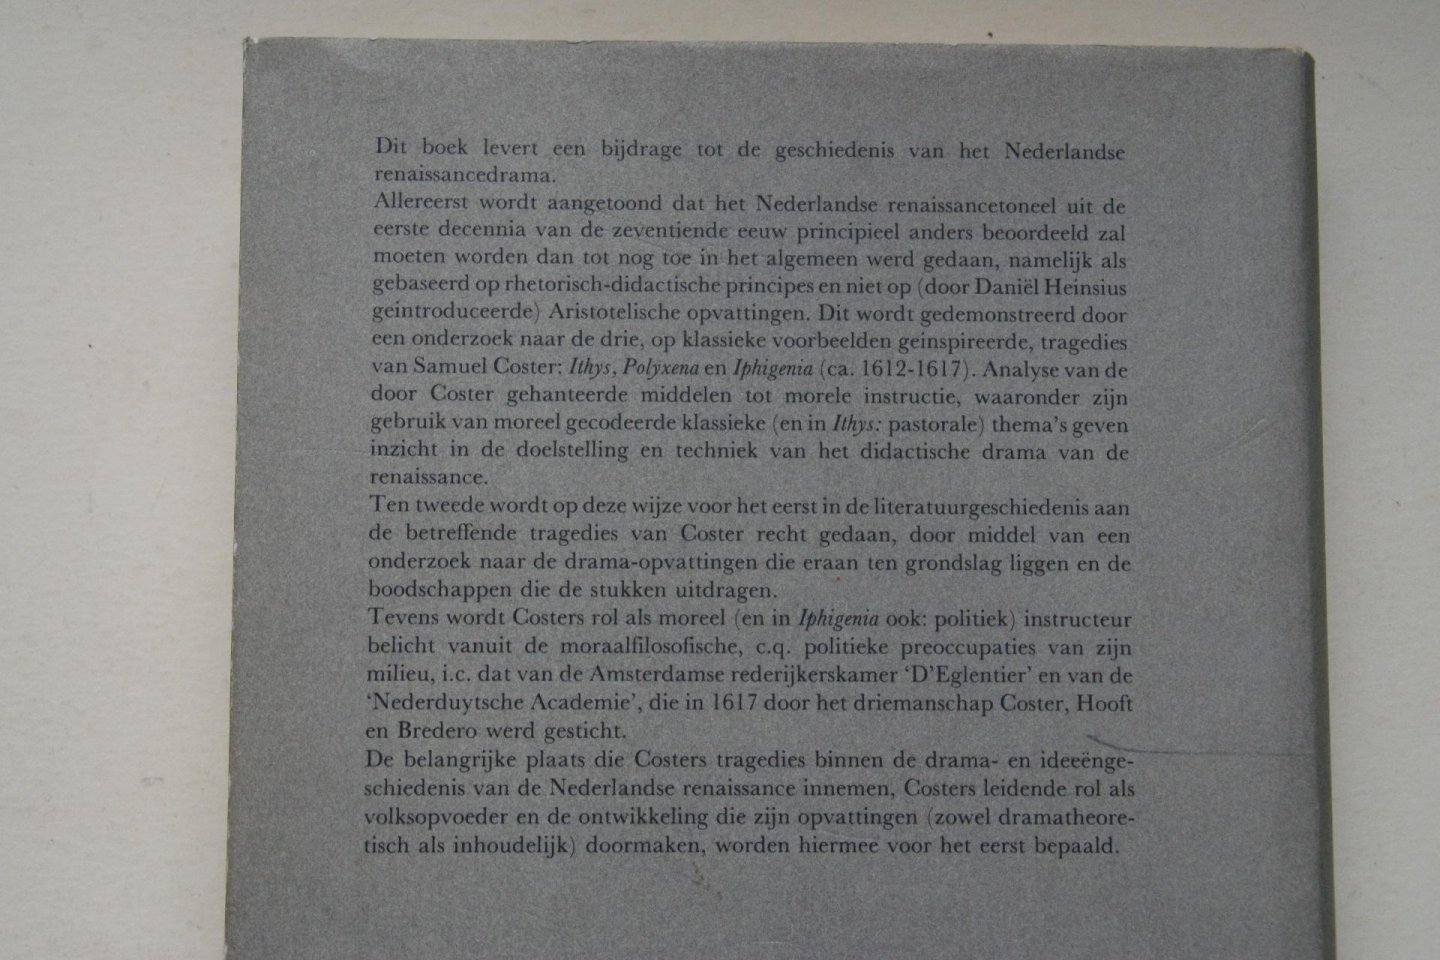 Dit boek levert een bijdrage tot de geschiedenis van het Nederlandse
renaissancedrama.
Allereerst wordt aangetoond dat het Nederlandse renaissancetoneel uit de
eerste decennia van de zeventiende eeuw principieel anders beoordeeld zal
moeten worden dan tot nog toe in het algemeen werd gedaan, namelijk als
gebaseerd op rhetorisch-didactische principes en niet op (door Daniël Heinsius
geintroduceerde) Aristotelische opvattingen. Dit wordt gedemonstreerd door
een onderzoek naar de drie, op klassieke voorbeelden geinspireerde, tragedies
van Samuel Coster: Ithys, Polyxena en Iphigenia (ca. 1612-1617). Analyse van de
door Coster gehanteerde middelen tot morele instructie, waaronder zijn
gebruik van moreel gecodeerde klassieke (en in Ithys: pastorale) thema's geven
inzicht in de doelstelling en techniek van het didactische drama van de
renaissance.
Ten tweede wordt op deze wijze voor het eerst in de literatuurgeschiedenis aan
de betreffende tragedies van Coster recht gedaan, door middel van een
onderzoek naar de drama-opvattingen die eraan ten grondslag liggen en de
boodschappen die de stukken uitdragen.
Tevens wordt Costers rol als moreel (en in Iphigenia ook: politiek) instructeur
belicht vanuit de moraalfilosofische, c.q. politieke preoccupaties van zijn
milieu, i.c. dat van de Amsterdamse rederijkerskamer ‘D’Eglentier’ en van de
‘Nederduytsche Academie’, die in 1617 door het driemanschap Coster, Hooft
en Bredero werd gesticht.
De belangrijke plaats die Costers tragedies binnen de drama- en ideeënge-
schiedenis van de Nederlandse renaissance innemen, Costers leidende rol als
volksopvoeder en de ontwikkeling die zijn opvattingen (zowel dramatheore-
tisch als inhoudelijk) doormaken, worden hiermee voor het eerst bepaald.